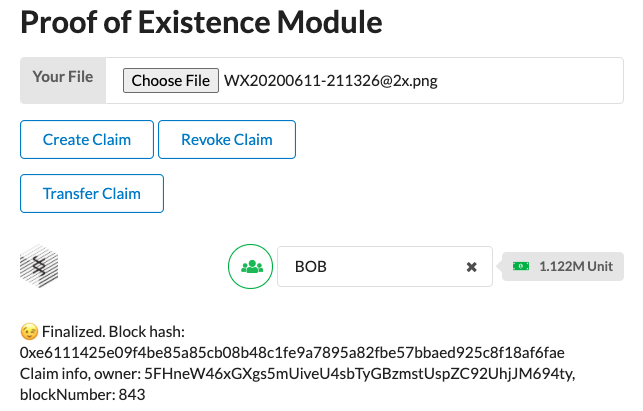 Proof of Existence Module
Your File
Choose File WX20200611-211326@2x.png
Create Claim
Revoke Claim
Transfer Claim
BOB
1.122M Unit
😉 Finalized. Block hash:
0xe6111425e09f4be85a85cb08b48c1fe9a7895a82fbe57bbaed925c8f18af6fae
Claim info, owner: 5FHneW46xGXgs5mUiveU4sbTyGBzmstUspZC92UhjJM694ty,
blockNumber: 843